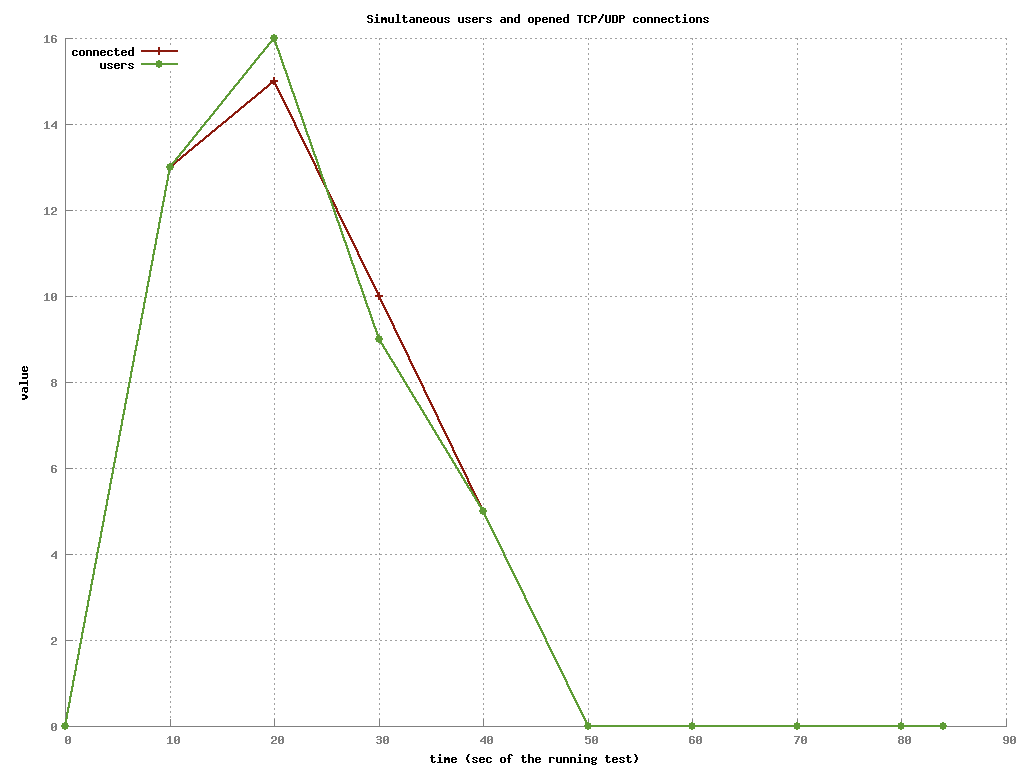 Simultaneous users and opened TCP/UDP connections
connected
users
16
14
12
10
8
6
4
2
0
value
0 10 20 30 40 50 60 70 80 90
time (sec of the running test)